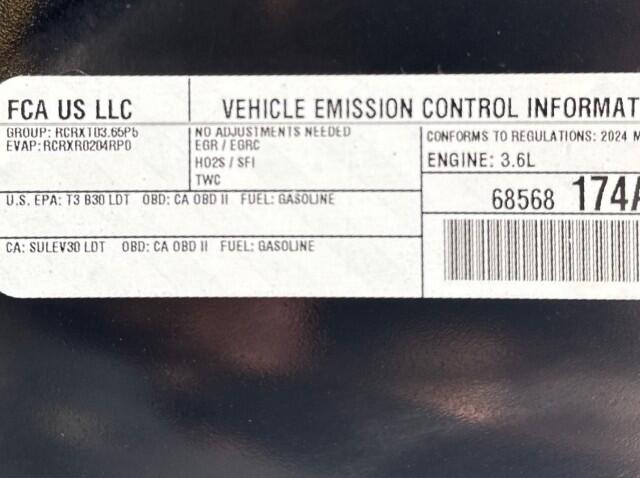 FCA US LLC
VEHICLE EMISSION CONTROL INFORMAT
GROUP: RCRXT03.65P5
EVAP: RCRXR0204RP0
NO ADJUSTMENTS NEEDED
EGR / EGRC
HO2S / SFI
TWC
CONFORMS TO REGULATIONS: 2024 M
ENGINE: 3.6L
68568 174A
U.S. EPA: T3 B30 LDT OBD: CA OBD II FUEL: GASOLINE
CA: SULEV30 LDT OBD: CA OBD II FUEL: GASOLINE